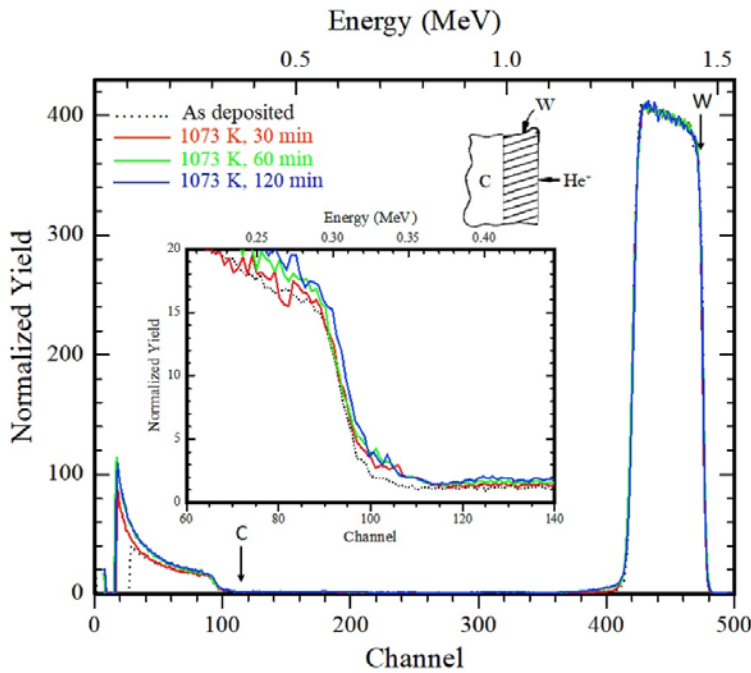 Energy (MeV)
0.5 1 1.5
As deposited
1073 K, 30 min
1073 K, 60 min
1073 K, 120 min
W
C
He⁺
W
Energy (MeV)
0.25 0.30 0.35 0.40
Normalized Yield
20
15
10
5
0
60 80 100 120 140
Channel
C
Normalized Yield
400
300
200
100
0
0 100 200 300 400 500
Channel